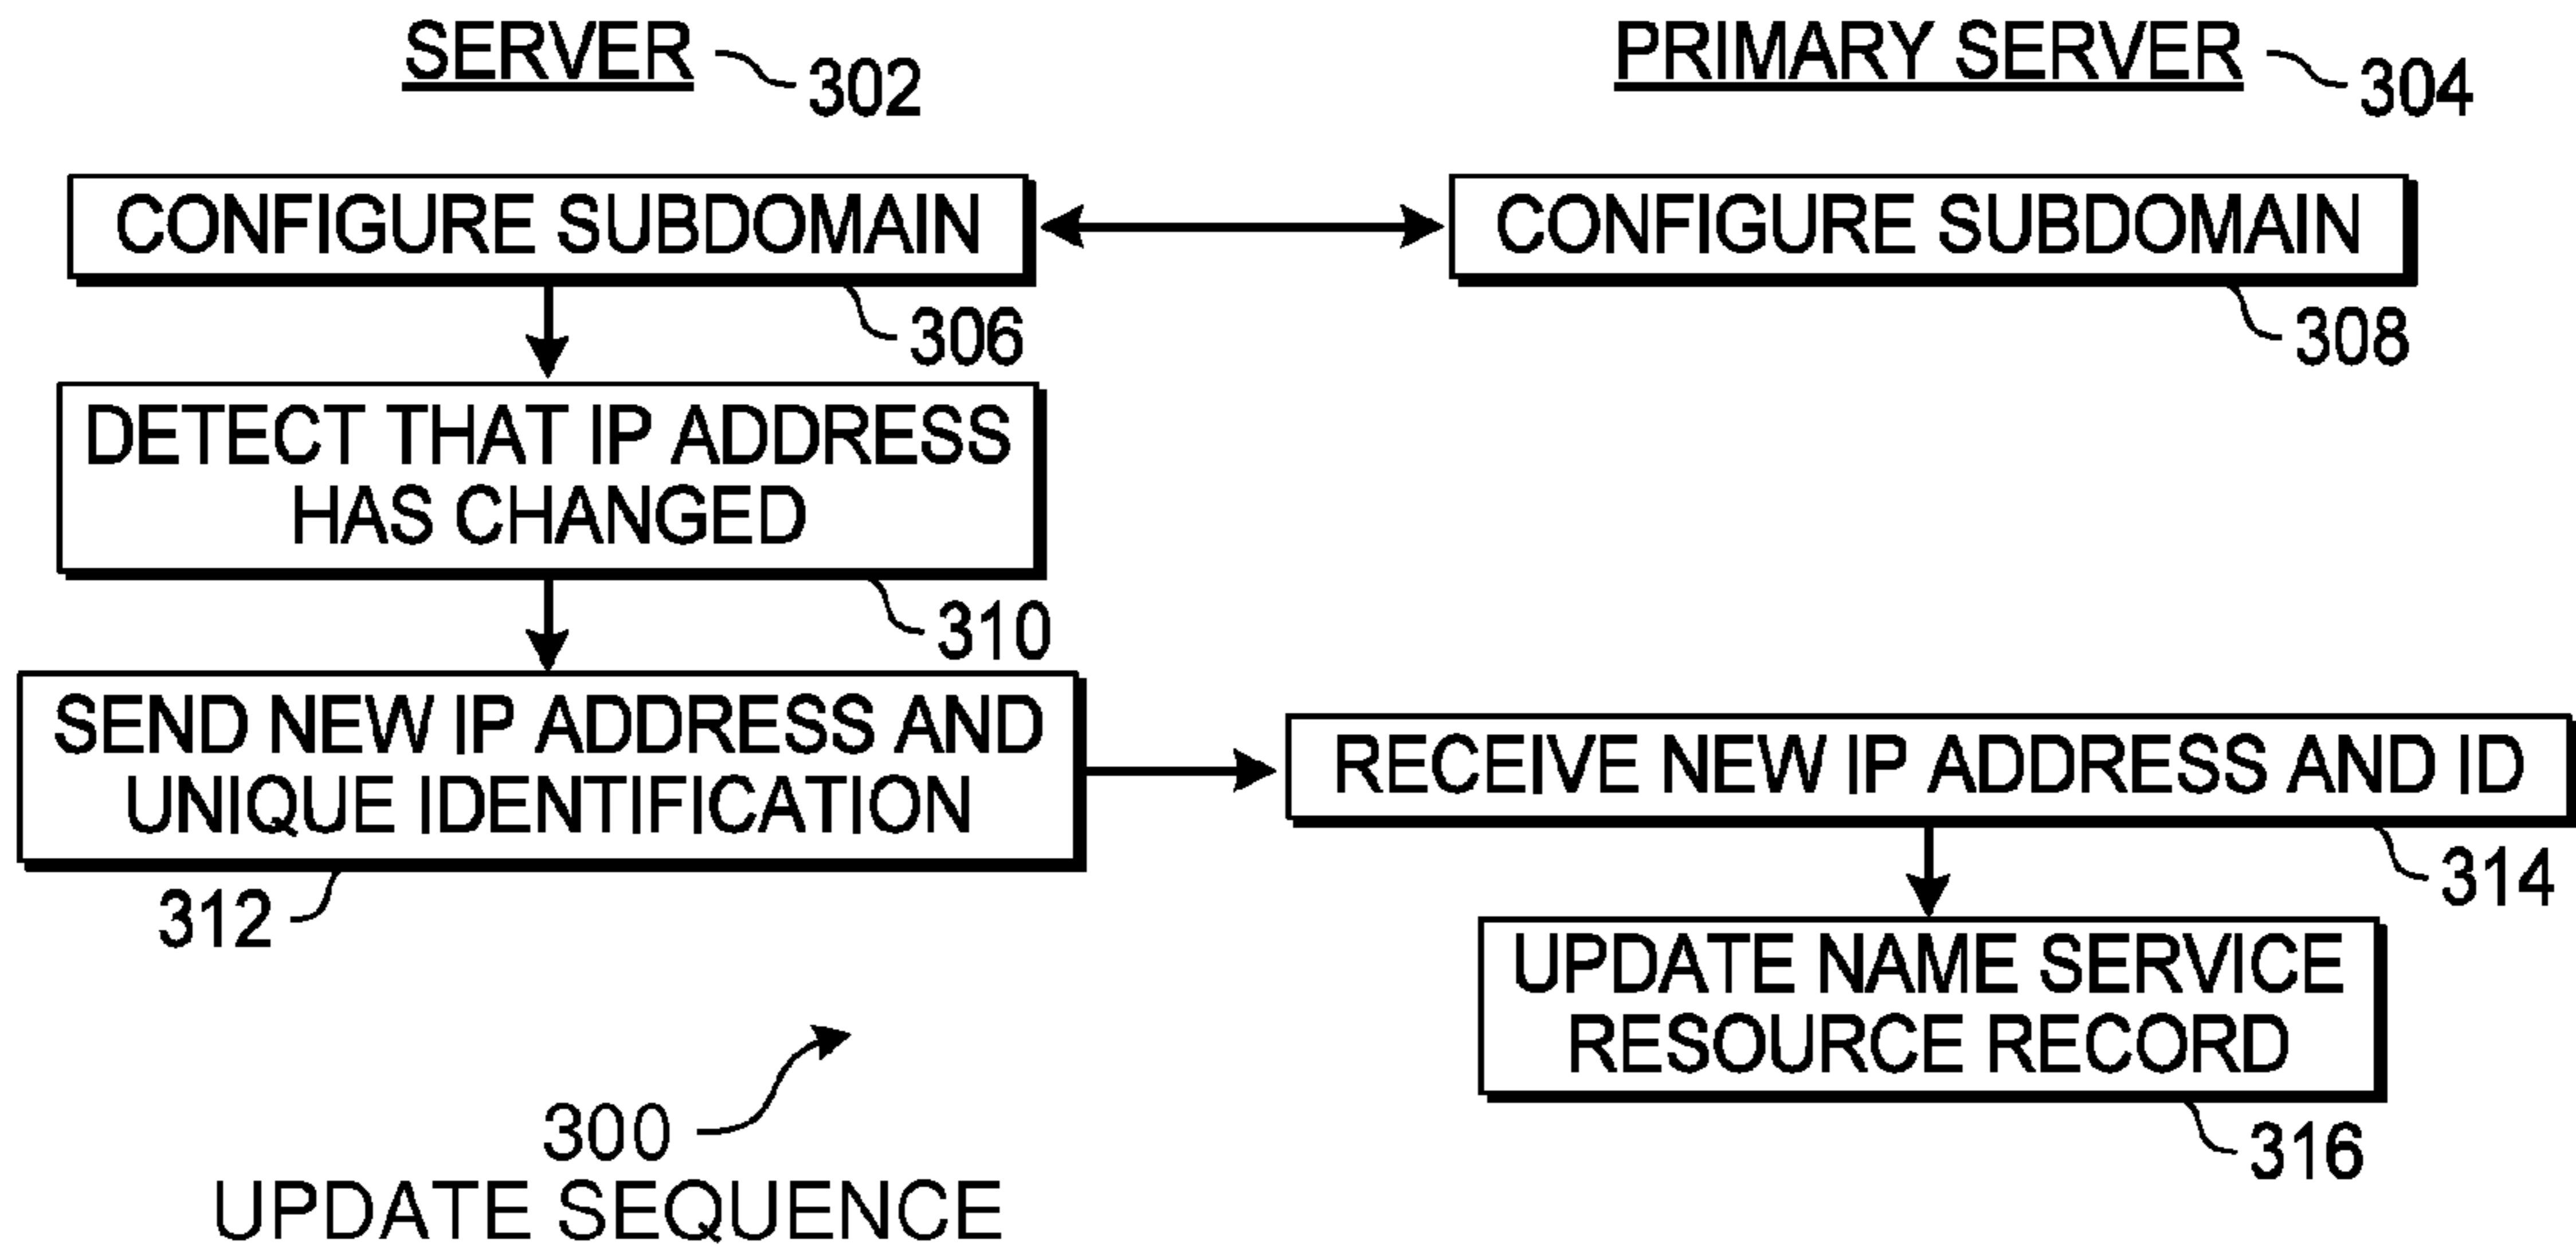 SERVER 302
PRIMARY SERVER 304
CONFIGURE SUBDOMAIN
306
CONFIGURE SUBDOMAIN
308
DETECT THAT IP ADDRESS
HAS CHANGED
310
SEND NEW IP ADDRESS AND
UNIQUE IDENTIFICATION
312
RECEIVE NEW IP ADDRESS AND ID
314
UPDATE NAME SERVICE
RESOURCE RECORD
316
300
UPDATE SEQUENCE